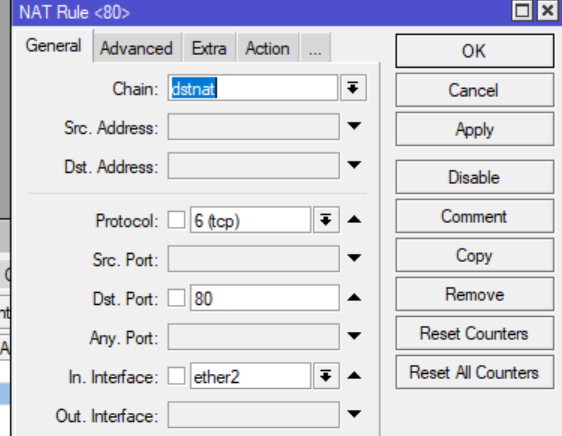 NAT Rule <80>
General Advanced Extra Action ...
Chain: dstnat
Src. Address:
Dst. Address:
Protocol: 6 (tcp)
Src. Port:
Dst. Port: 80
Any. Port:
In. Interface: ether2
Out. Interface:
OK
Cancel
Apply
Disable
Comment
Copy
Remove
Reset Counters
Reset All Counters